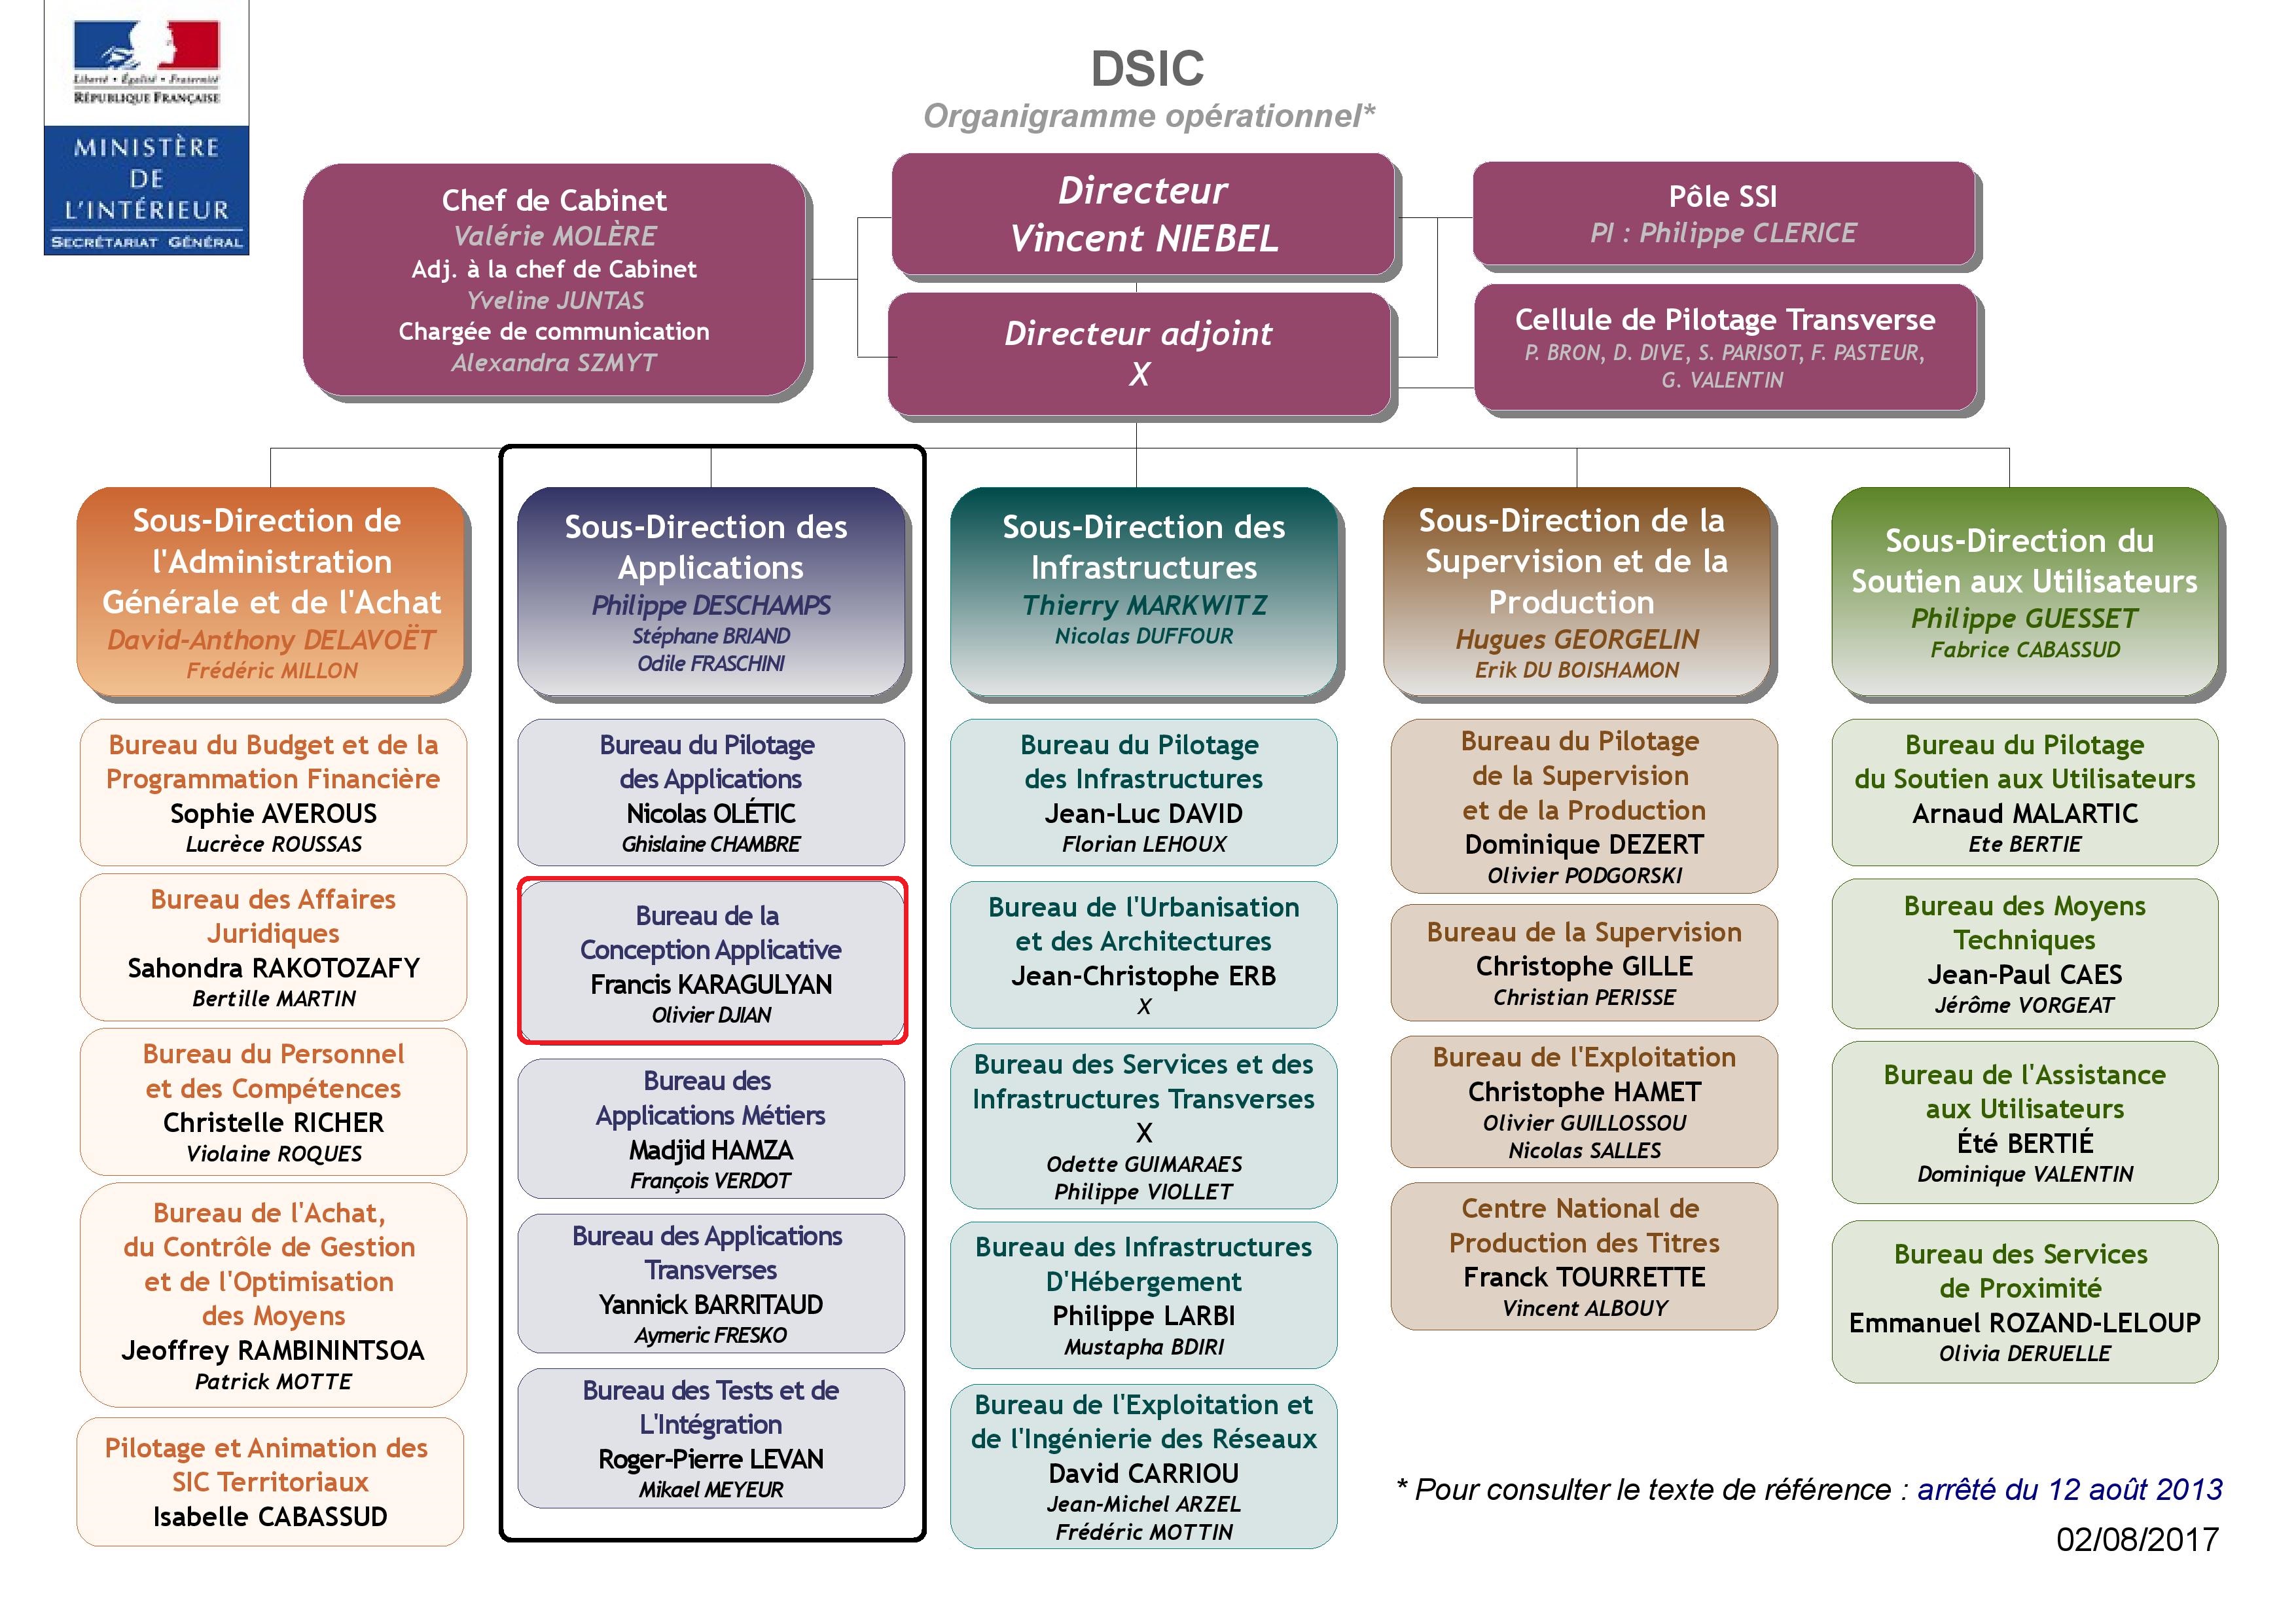 Liberté • Égalité • Fraternité
RÉPUBLIQUE FRANÇAISE
MINISTÈRE
DE
L'INTÉRIEUR
SECRÉTARIAT GÉNÉRAL
DSIC
Organigramme opérationnel*
Chef de Cabinet
Valérie MOLÈRE
Adj. à la chef de Cabinet
Yveline JUNTAS
Chargée de communication
Alexandra SZMYT
Directeur
Vincent NIEBEL
Directeur adjoint
X
Pôle SSI
PI : Philippe CLERICE
Cellule de Pilotage Transverse
P. BRON, D. DIVE, S. PARISOT, F. PASTEUR,
G. VALENTIN
Sous-Direction de
l'Administration
Générale et de l'Achat
David-Anthony DELAVOËT
Frédéric MILLON
Bureau du Budget et de la
Programmation Financière
Sophie AVEROUS
Lucrèce ROUSSAS
Bureau des Affaires
Juridiques
Sahondra RAKOTOZAFY
Bertille MARTIN
Bureau du Personnel
et des Compétences
Christelle RICHER
Violaine ROQUES
Bureau de l'Achat,
du Contrôle de Gestion
et de l'Optimisation
des Moyens
Jeoffrey RAMBININTSOA
Patrick MOTTE
Pilotage et Animation des
SIC Territoriaux
Isabelle CABASSUD
Sous-Direction des
Applications
Philippe DESCHAMPS
Stéphane BRIAND
Odile FRASCHINI
Bureau du Pilotage
des Applications
Nicolas OLÉTIC
Ghislaine CHAMBRE
Bureau de la
Conception Applicative
Francis KARAGULYAN
Olivier DJIAN
Bureau des
Applications Métiers
Madjid HAMZA
François VERDOT
Bureau des Applications
Transverses
Yannick BARRITAUD
Aymeric FRESKO
Bureau des Tests et de
L'Intégration
Roger-Pierre LEVAN
Mikael MEYEUR
Sous-Direction des
Infrastructures
Thierry MARKWITZ
Nicolas DUFFOUR
Bureau du Pilotage
des Infrastructures
Jean-Luc DAVID
Florian LEHOUX
Bureau de l'Urbanisation
et des Architectures
Jean-Christophe ERB
X
Bureau des Services et des
Infrastructures Transverses
X
Odette GUIMARAES
Philippe VIOLLET
Bureau des Infrastructures
D'Hébergement
Philippe LARBI
Mustapha BDIRI
Bureau de l'Exploitation et
de l'Ingénierie des Réseaux
David CARRIOU
Jean-Michel ARZEL
Frédéric MOTTIN
Sous-Direction de la
Supervision et de la
Production
Hugues GEORGELIN
Erik DU BOISHAMON
Bureau du Pilotage
de la Supervision
et de la Production
Dominique DEZERT
Olivier PODGORSKI
Bureau de la Supervision
Christophe GILLE
Christian PERISSE
Bureau de l'Exploitation
Christophe HAMET
Olivier GUILLOSSOU
Nicolas SALLES
Centre National de
Production des Titres
Franck TOURRETTE
Vincent ALBOUY
Sous-Direction du
Soutien aux Utilisateurs
Philippe GUESSET
Fabrice CABASSUD
Bureau du Pilotage
du Soutien aux Utilisateurs
Arnaud MALARTIC
Ete BERTIE
Bureau des Moyens
Techniques
Jean-Paul CAES
Jérôme VORGEAT
Bureau de l'Assistance
aux Utilisateurs
Été BERTIÉ
Dominique VALENTIN
Bureau des Services
de Proximité
Emmanuel ROZAND-LELOUP
Olivia DERUELLE
* Pour consulter le texte de référence : arrêté du 12 août 2013
02/08/2017